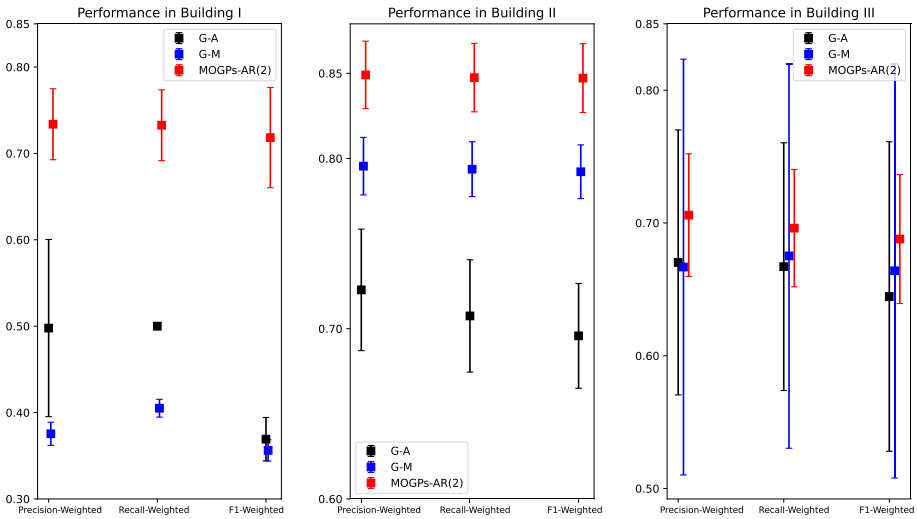 Performance in Building I
0.85
0.80
0.70
0.60
0.50
0.40
0.30
G-A
G-M
MOGPs-AR(2)
Precision-Weighted
Recall-Weighted
F1-Weighted
Performance in Building II
0.85
0.80
0.70
0.60
G-A
G-M
MOGPs-AR(2)
Precision-Weighted
Recall-Weighted
F1-Weighted
Performance in Building III
0.85
0.80
0.70
0.60
0.50
G-A
G-M
MOGPs-AR(2)
Precision-Weighted
Recall-Weighted
F1-Weighted